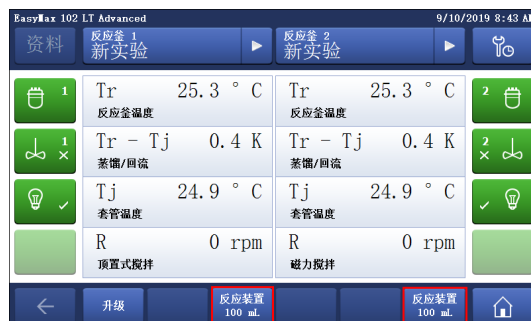 EasyMax 102 LT Advanced 9/10/2019 8:43 AM
资料 反应釜 1 反应釜 2
新实验 新实验
1 Tr 25.3 ° C Tr 25.3 ° C 2
反应釜温度 反应釜温度
1 Tr - Tj 0.4 K Tr - Tj 0.4 K 2
蒸馏/回流 蒸馏/回流
Tj 24.9 ° C Tj 24.9 ° C
套管温度 套管温度
R 0 rpm R 0 rpm
顶置式搅拌 磁力搅拌
升级 反应装置 反应装置
100 mL 100 mL